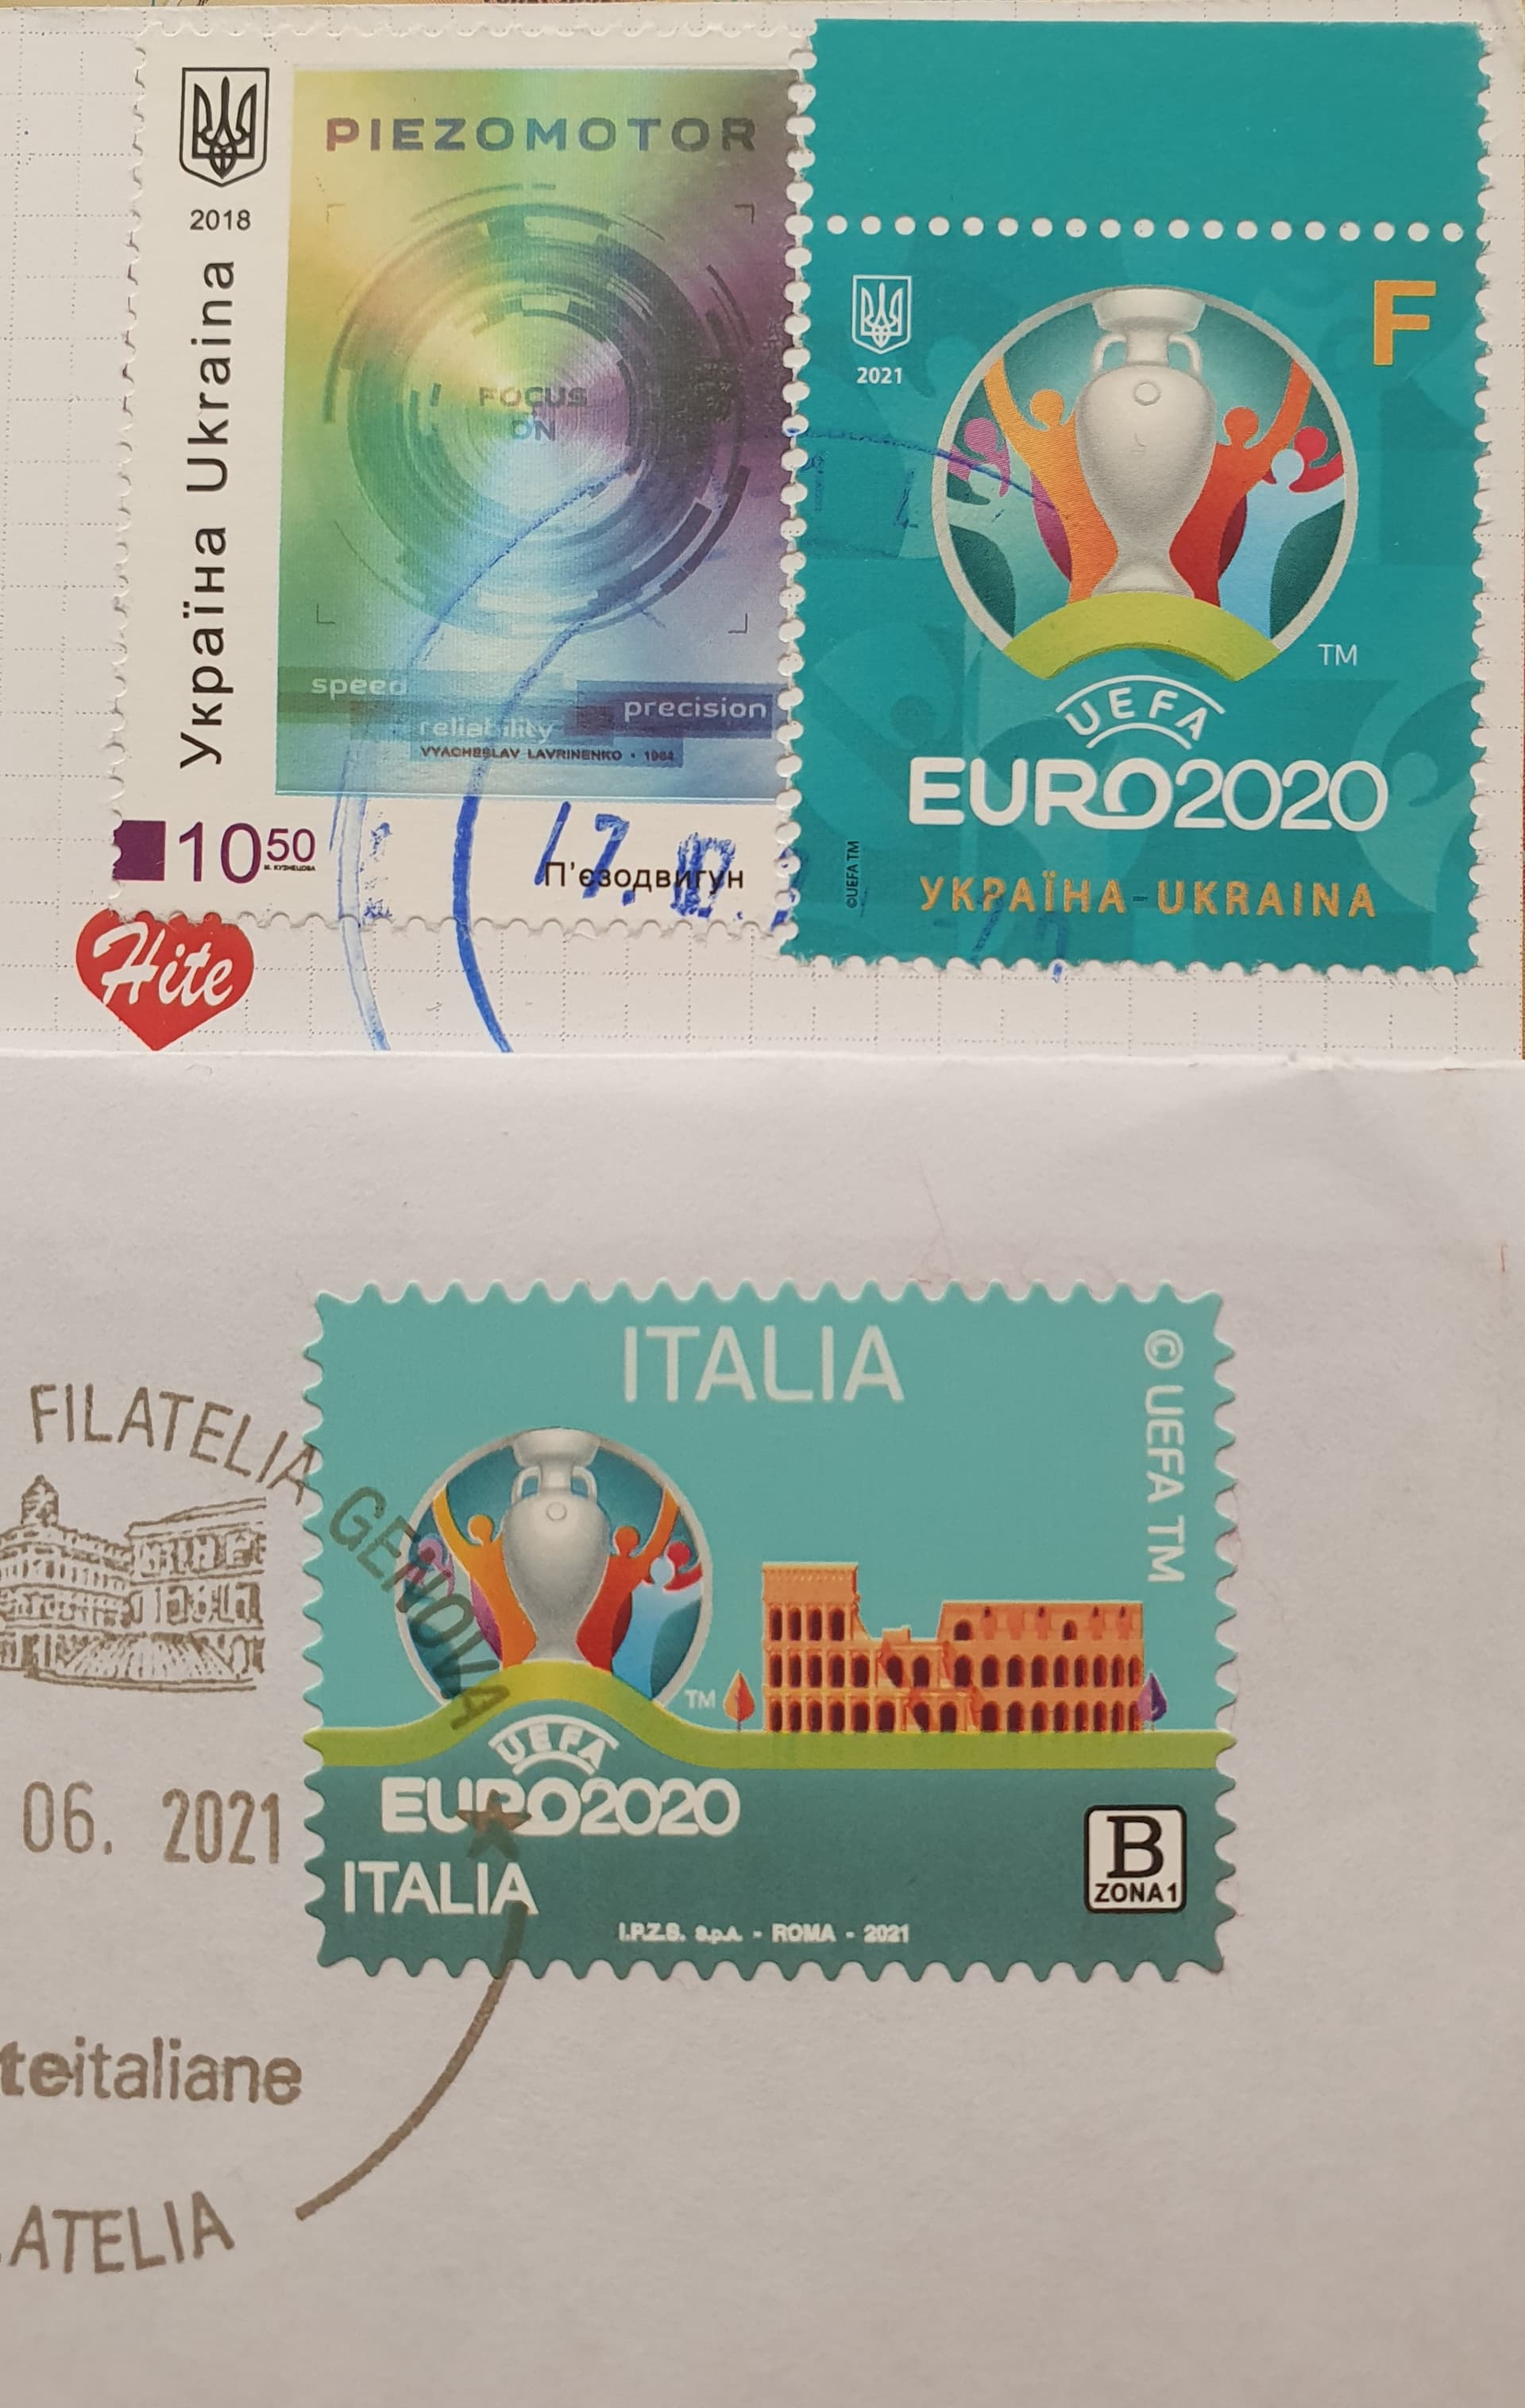 PIEZOMOTOR
2018
Україна Ukraina
FOCUS
ON
speed
precision
reliability
VYACHESLAV LAVRINENKO • 1964
10 50
М. КУЗНЕЦОВА
П'єзодвигун
17.
Hite
F
2021
TM
UEFA
EURO2020
©UEFA TM
УКРАЇНА-UKRAINA
ITALIA
© UEFA TM
FILATELIA GENOVA
TM
UEFA
EURO2020
ITALIA
B
ZONA1
I.P.Z.S. S.p.A. - ROMA - 2021
06. 2021
teitaliane
ATELIA